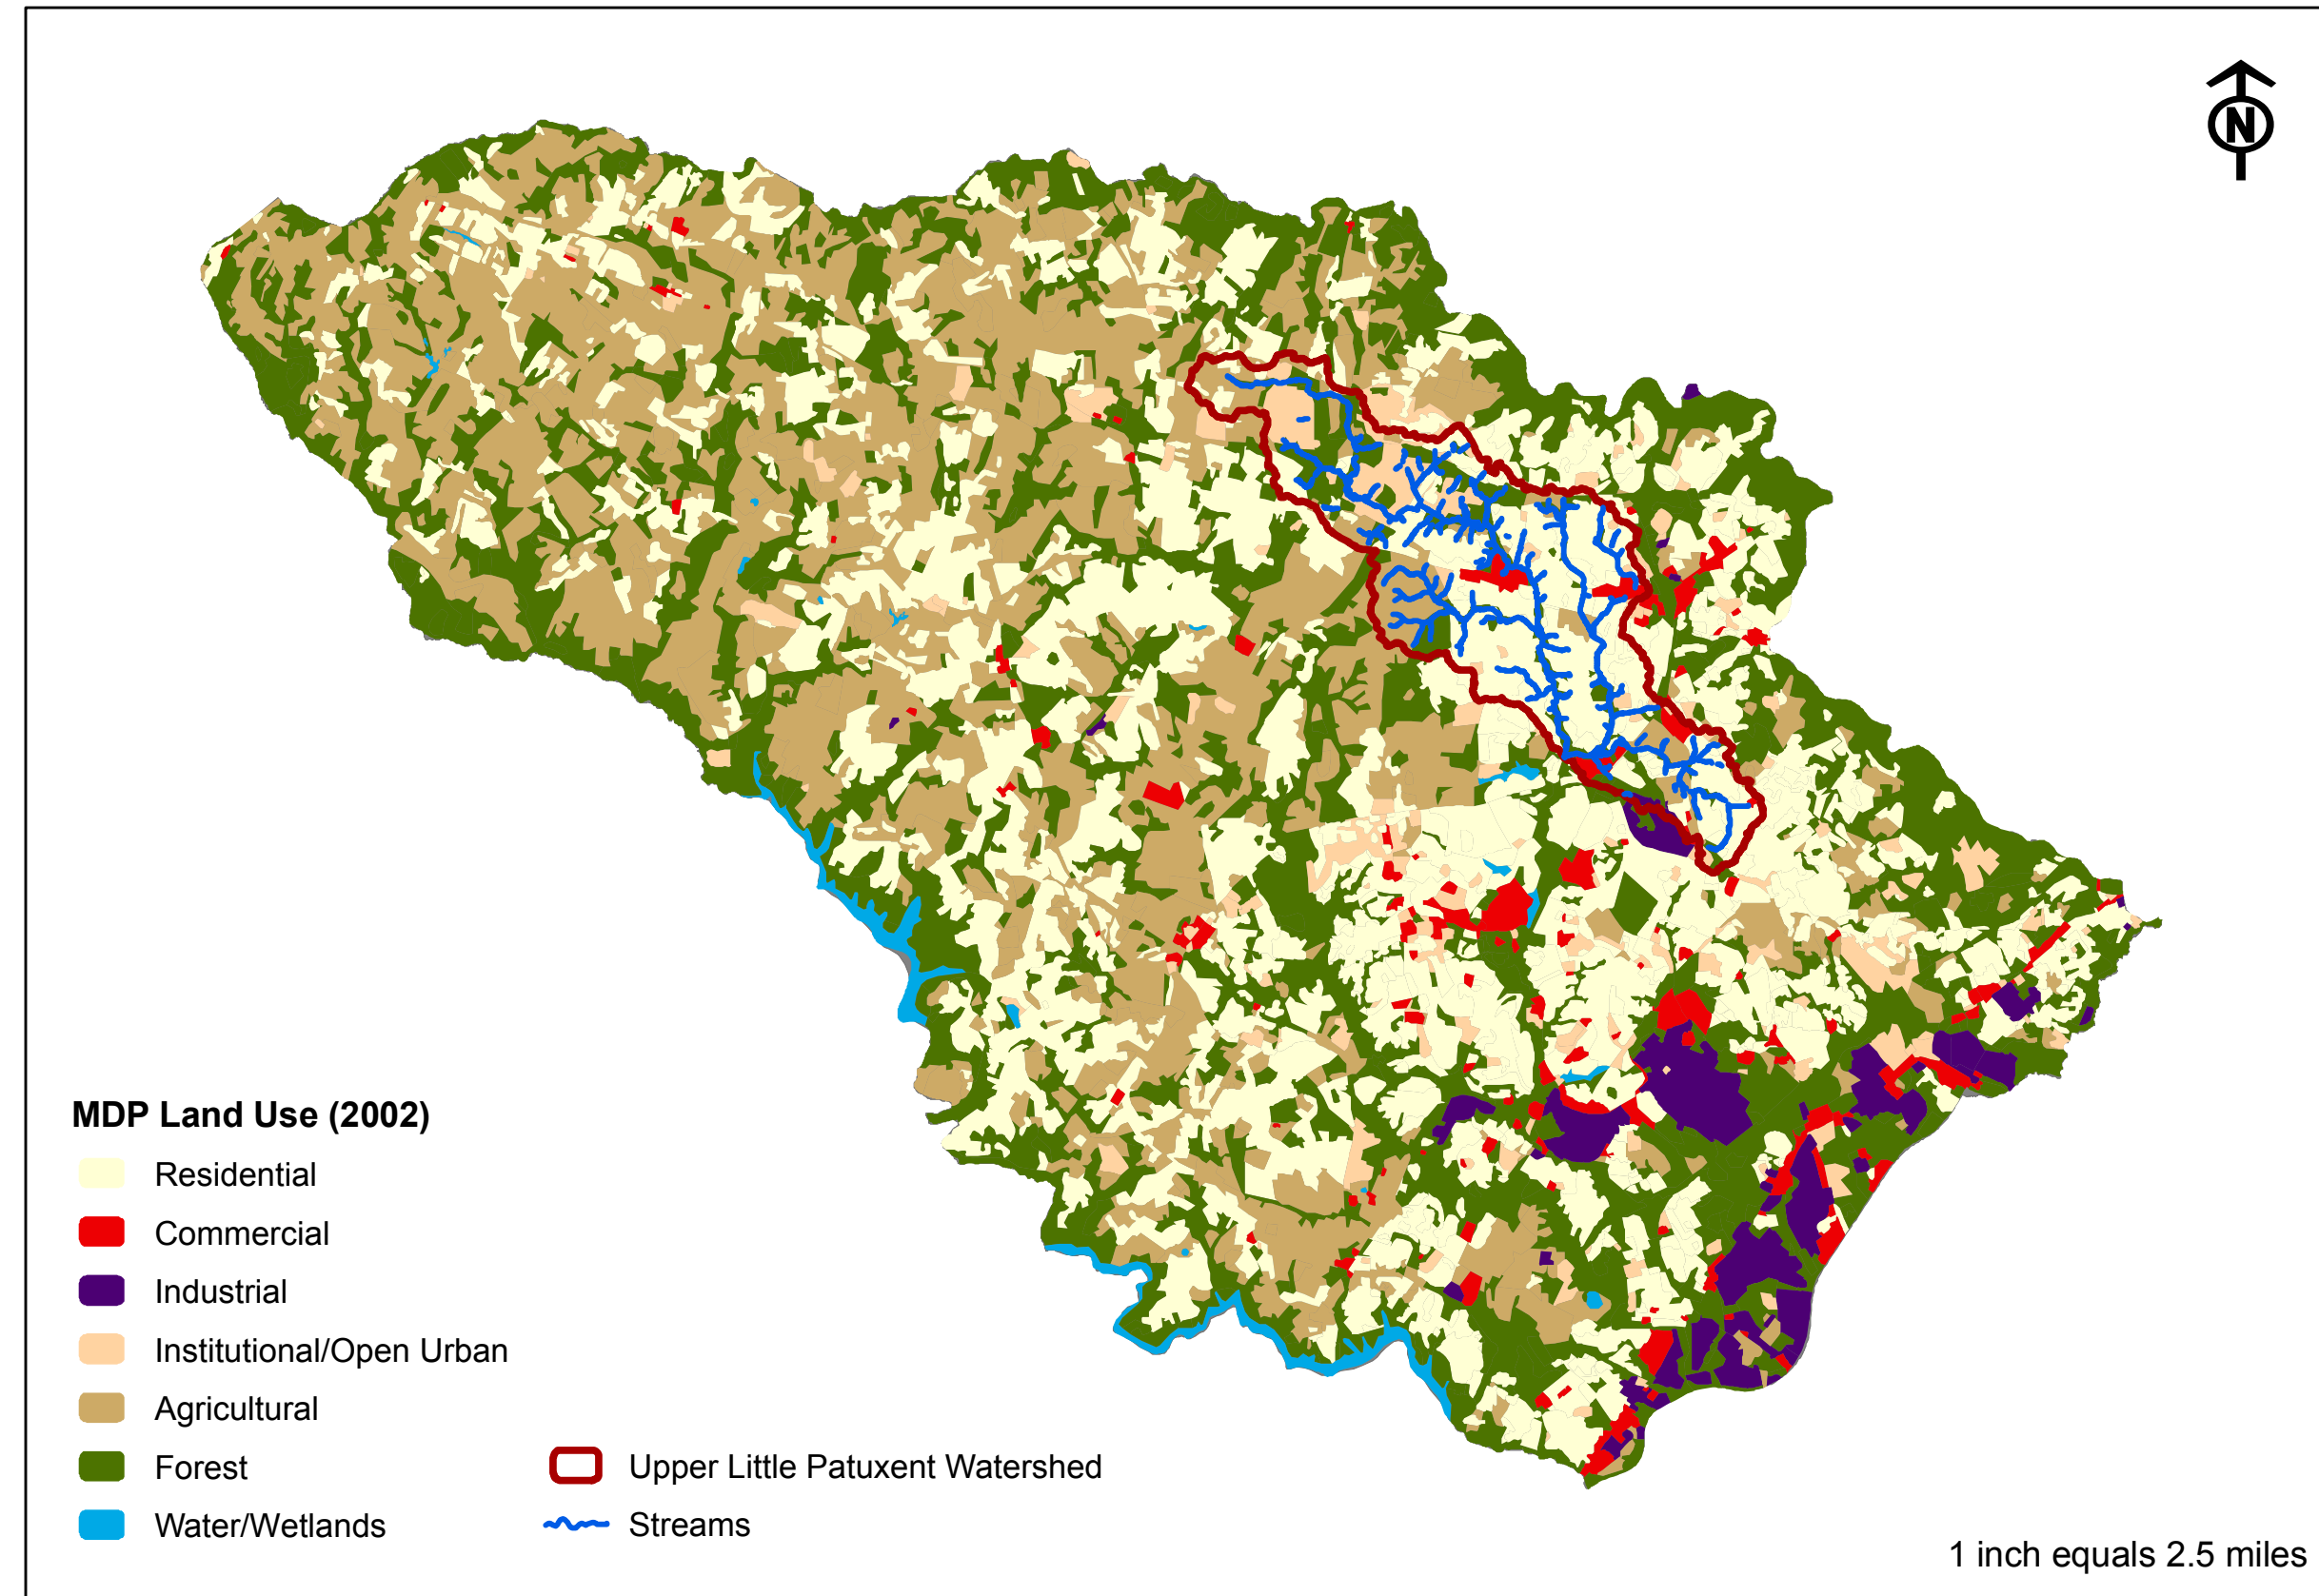 N
MDP Land Use (2002)
Residential
Commercial
Industrial
Institutional/Open Urban
Agricultural
Forest
Water/Wetlands
Upper Little Patuxent Watershed
Streams
1 inch equals 2.5 miles